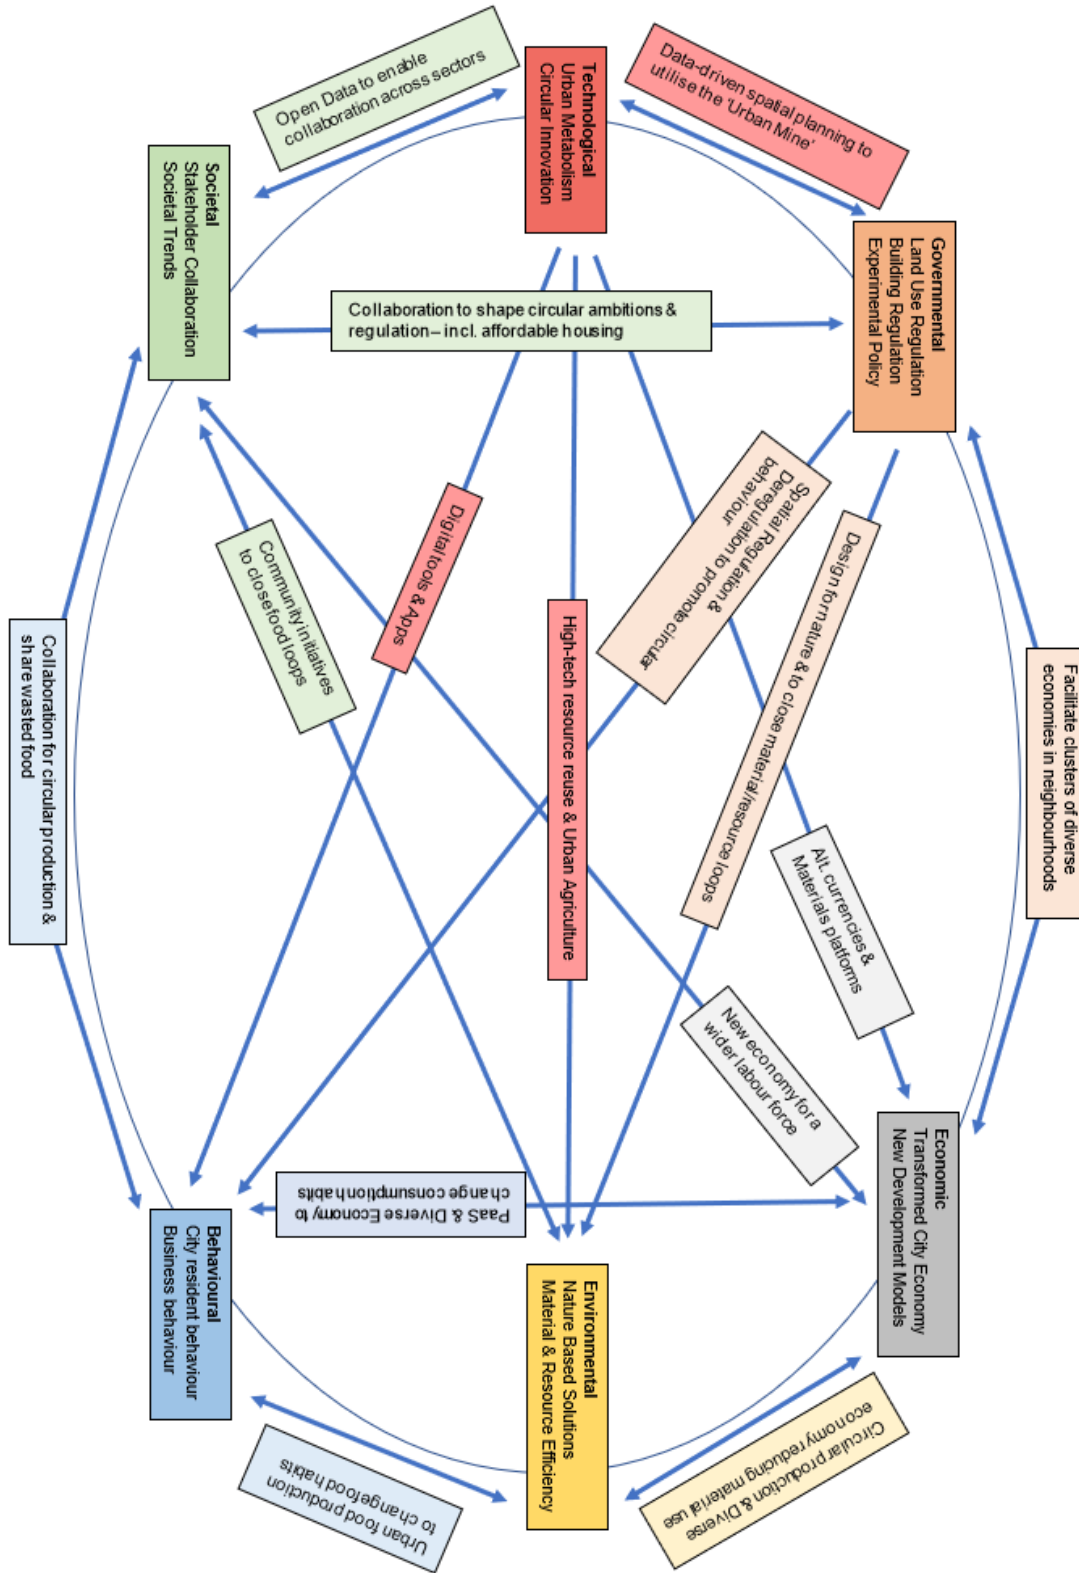 Technological
Urban Metabolism
Circular Innovation
Data-driven spatial planning to
utilise the 'Urban Mine'
Open Data to enable
collaboration across sectors
Societal
Stakeholder Collaboration
Societal Trends
Governmental
Land Use Regulation
Building Regulation
Experimental Policy
Collaboration to shape circular ambitions &
regulation – incl. affordable housing
Spatial Regulation &
Deregulation to promote circular
behaviour
Design for nature & to close material/resource loops
Digital tools & Apps
Community initiatives
to close food loops
High-tech resource reuse & Urban Agriculture
Facilitate clusters of diverse
economies in neighbourhoods
Collaboration for circular production &
share wasted food
Alt. currencies &
Materials platforms
New economy for a
wider labour force
Economic
Transformed City Economy
New Development Models
PaaS & Diverse Economy to
change consumption habits
Behavioural
City resident behaviour
Business behaviour
Environmental
Nature Based Solutions
Material & Resource Efficiency
Circular production & Diverse
economy reducing material use
Urban food production
to change food habits